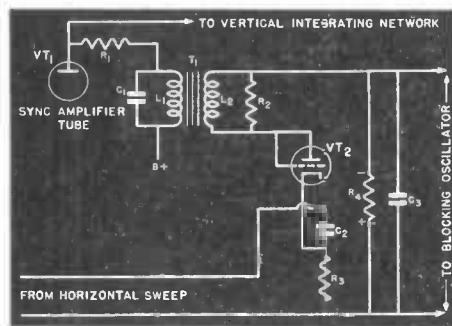 TO VERTICAL INTEGRATING NETWORK
VT1
R1
T1
C1
L1
L2
R2
SYNC AMPLIFIER
TUBE
B+
VT2
R4
-
+
C3
C2
R3
FROM HORIZONTAL SWEEP
TO BLOCKING OSCILLATOR